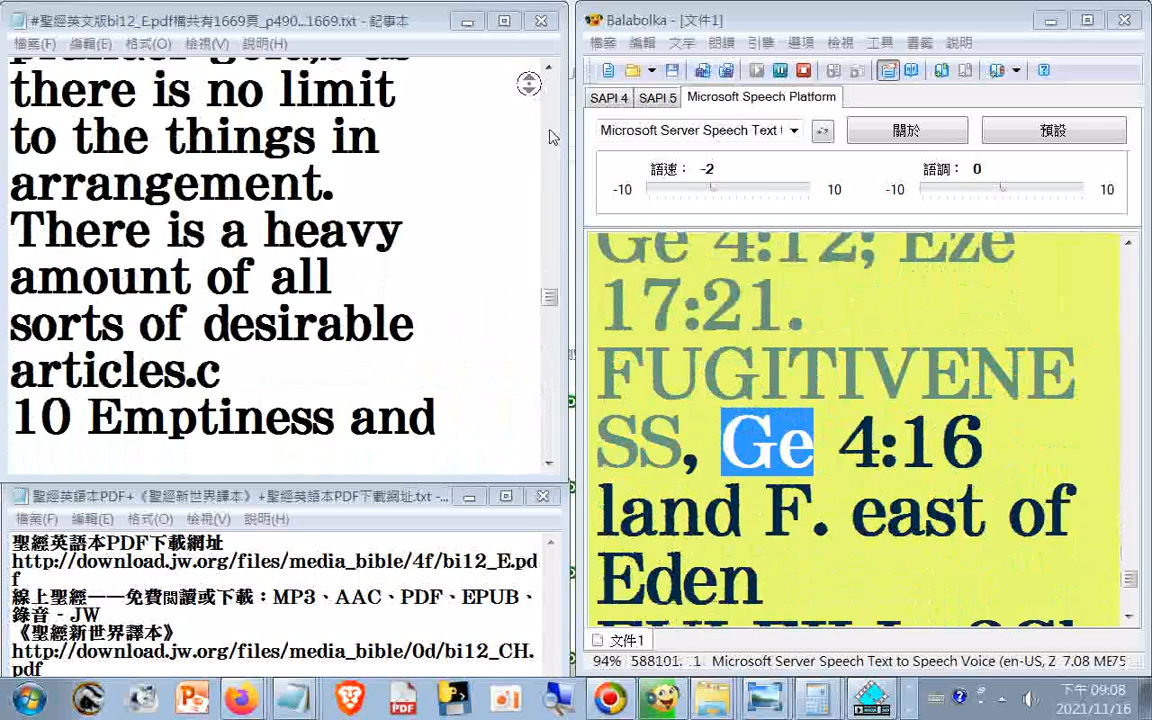 #聖經英文版bi12_E.pdf檔共有1669頁_p490...1669.txt - 記事本
檔案(F) 編輯(E) 格式(O) 檢視(V) 說明(H)
there is no limit
to the things in
arrangement.
There is a heavy
amount of all
sorts of desirable
articles.c
10 Emptiness and
聖經英語本PDF+《聖經新世界譯本》+聖經英語本PDF下載網址.txt -...
檔案(F) 編輯(E) 格式(O) 檢視(V) 說明(H)
聖經英語本PDF下載網址
http://download.jw.org/files/media_bible/4f/bi12_E.pd
f
線上聖經——免費閱讀或下載：MP3、AAC、PDF、EPUB、
錄音 - JW
《聖經新世界譯本》
http://download.jw.org/files/media_bible/0d/bi12_CH.
pdf
Balabolka - [文件1]
檔案 編輯 文字 朗讀 引擎 選項 檢視 工具 書籤 說明
SAPI 4 SAPI 5 Microsoft Speech Platform
Microsoft Server Speech Text 關於 預設
語速： -2 語調： 0
-10 10 -10 10
Ge 4:12; Eze
17:21.
FUGITIVENE
SS, Ge 4:16
land F. east of
Eden
文件1
94% 588101. 1 Microsoft Server Speech Text to Speech Voice (en-US, Z 7.08 ME75
下午 09:08
2021/11/16